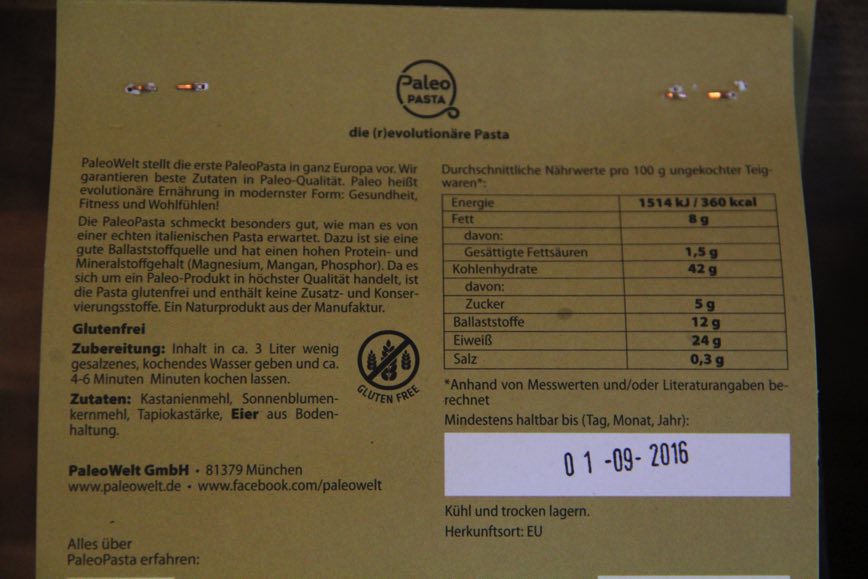 Paleo
PASTA
die (r)evolutionäre Pasta
PaleoWelt stellt die erste PaleoPasta in ganz Europa vor. Wir
garantieren beste Zutaten in Paleo-Qualität. Paleo heißt
evolutionäre Ernährung in modernster Form: Gesundheit,
Fitness und Wohlfühlen!
Die PaleoPasta schmeckt besonders gut, wie man es von
einer echten italienischen Pasta erwartet. Dazu ist sie eine
gute Ballaststoffquelle und hat einen hohen Protein- und
Mineralstoffgehalt (Magnesium, Mangan, Phosphor). Da es
sich um ein Paleo-Produkt in höchster Qualität handelt, ist
die Pasta glutenfrei und enthält keine Zusatz- und Konser-
vierungsstoffe. Ein Naturprodukt aus der Manufaktur.
Glutenfrei
Zubereitung: Inhalt in ca. 3 Liter wenig
gesalzenes, kochendes Wasser geben und ca.
4-6 Minuten Minuten kochen lassen.
Zutaten: Kastanienmehl, Sonnenblumen-
kernmehl, Tapiokastärke, Eier aus Boden-
haltung.
GLUTEN FREE
PaleoWelt GmbH • 81379 München
www.paleowelt.de • www.facebook.com/paleowelt
Alles über
PaleoPasta erfahren:
Durchschnittliche Nährwerte pro 100 g ungekochter Teig-
waren*:
Energie 1514 kJ / 360 kcal
Fett 8 g
davon:
Gesättigte Fettsäuren 1,5 g
Kohlenhydrate 42 g
davon:
Zucker 5 g
Ballaststoffe 12 g
Eiweiß 24 g
Salz 0,3 g
*Anhand von Messwerten und/oder Literaturangaben be-
rechnet
Mindestens haltbar bis (Tag, Monat, Jahr):
01-09-2016
Kühl und trocken lagern.
Herkunftsort: EU